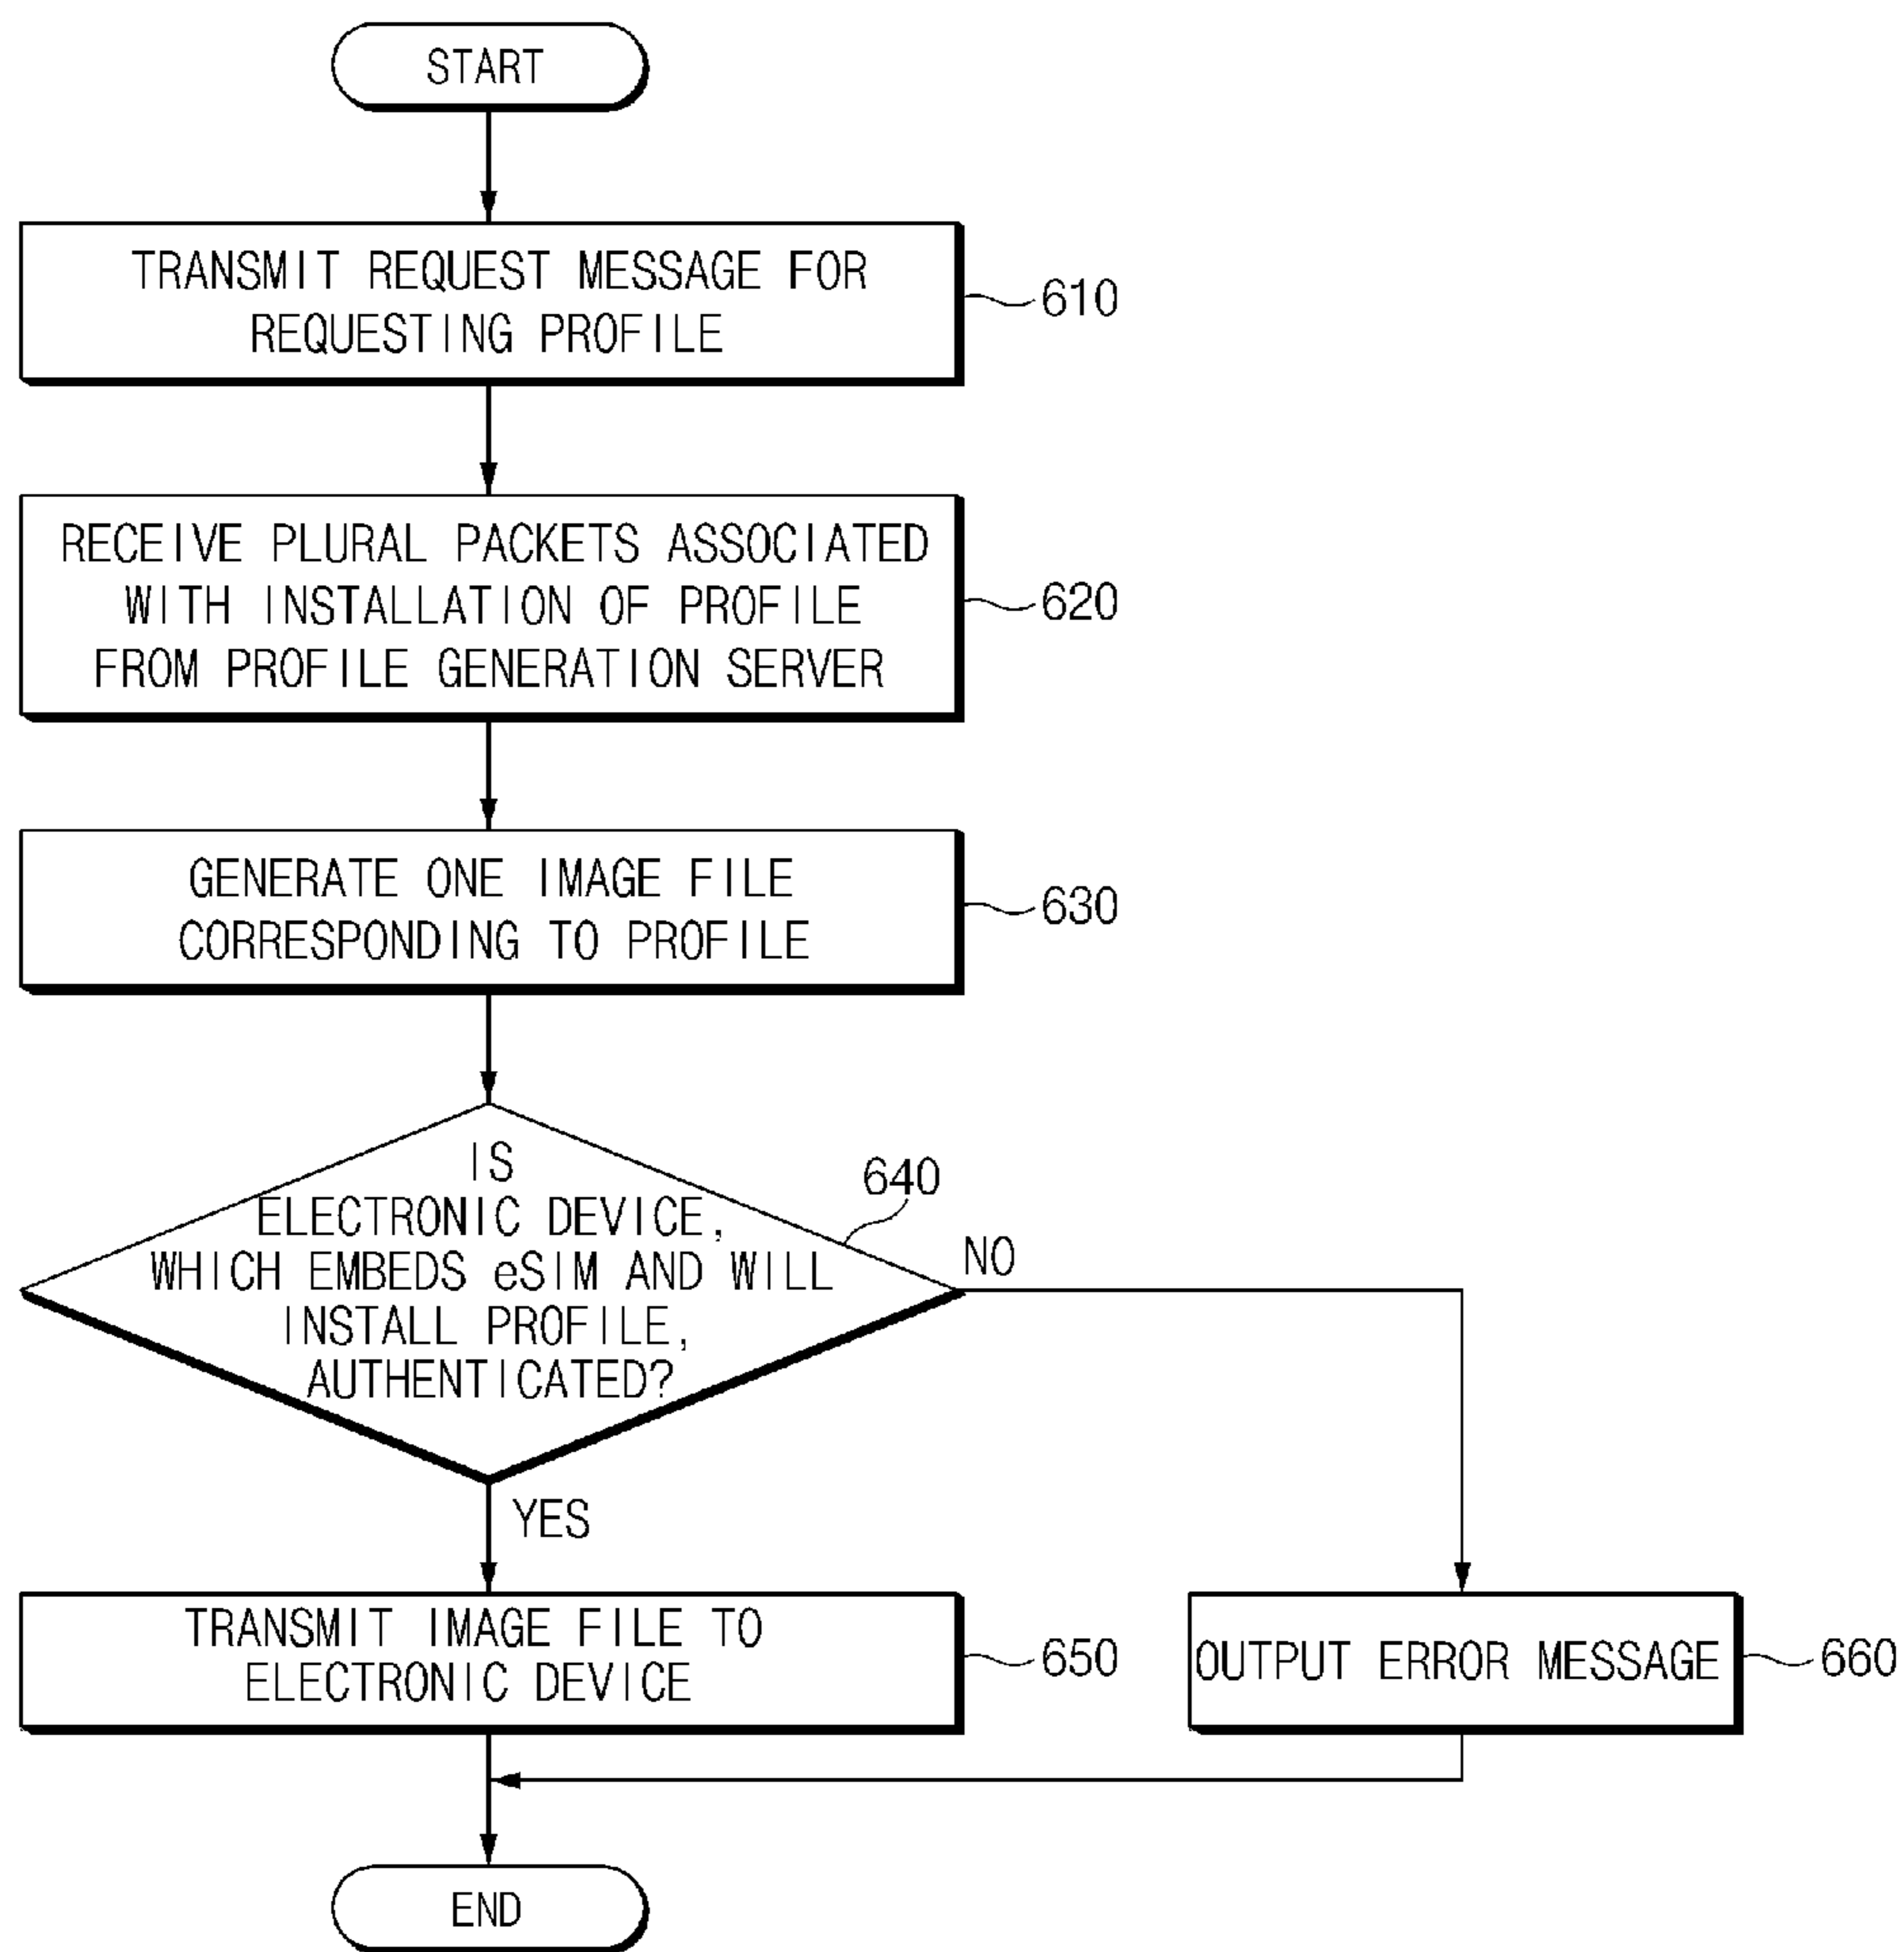 START
TRANSMIT REQUEST MESSAGE FOR
REQUESTING PROFILE
610
RECEIVE PLURAL PACKETS ASSOCIATED
WITH INSTALLATION OF PROFILE
FROM PROFILE GENERATION SERVER
620
GENERATE ONE IMAGE FILE
CORRESPONDING TO PROFILE
630
IS
ELECTRONIC DEVICE,
WHICH EMBEDS eSIM AND WILL
INSTALL PROFILE,
AUTHENTICATED?
640
NO
YES
TRANSMIT IMAGE FILE TO
ELECTRONIC DEVICE
650
OUTPUT ERROR MESSAGE
660
END